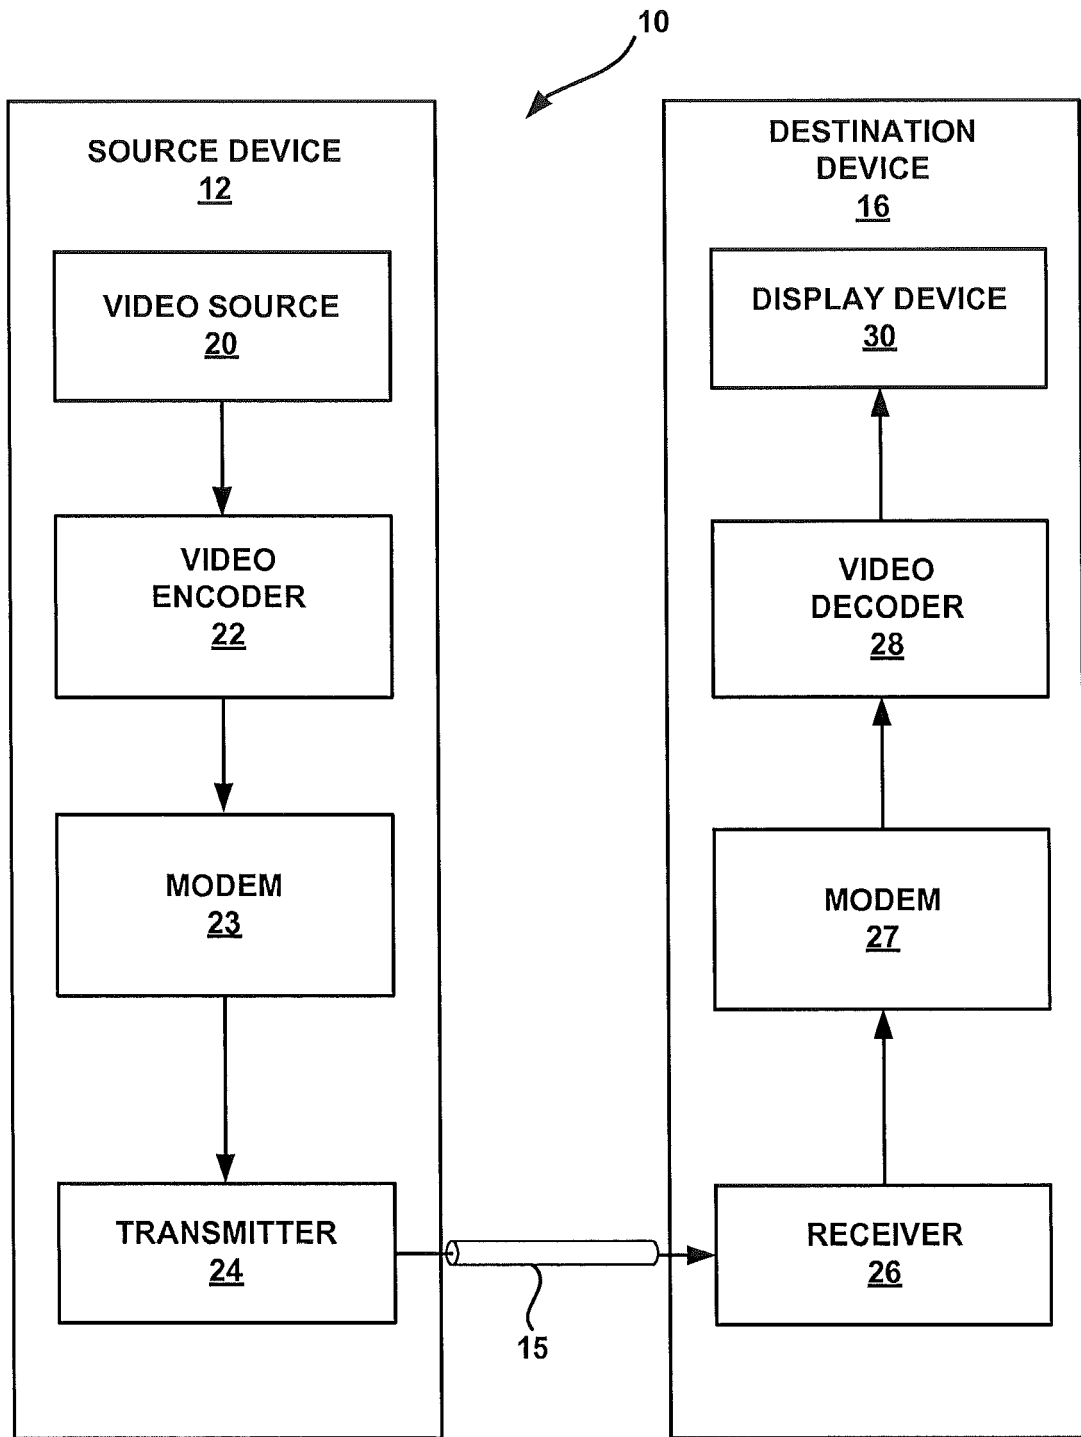 10
SOURCE DEVICE
12
VIDEO SOURCE
20
VIDEO
ENCODER
22
MODEM
23
TRANSMITTER
24
15
DESTINATION
DEVICE
16
DISPLAY DEVICE
30
VIDEO
DECODER
28
MODEM
27
RECEIVER
26